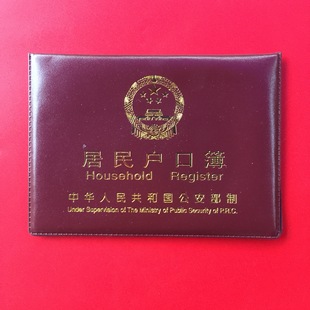 居民户口簿
Household Register
中华人民共和国公安部制
Under Supervision of The Ministry of Public Security of P.R.C.